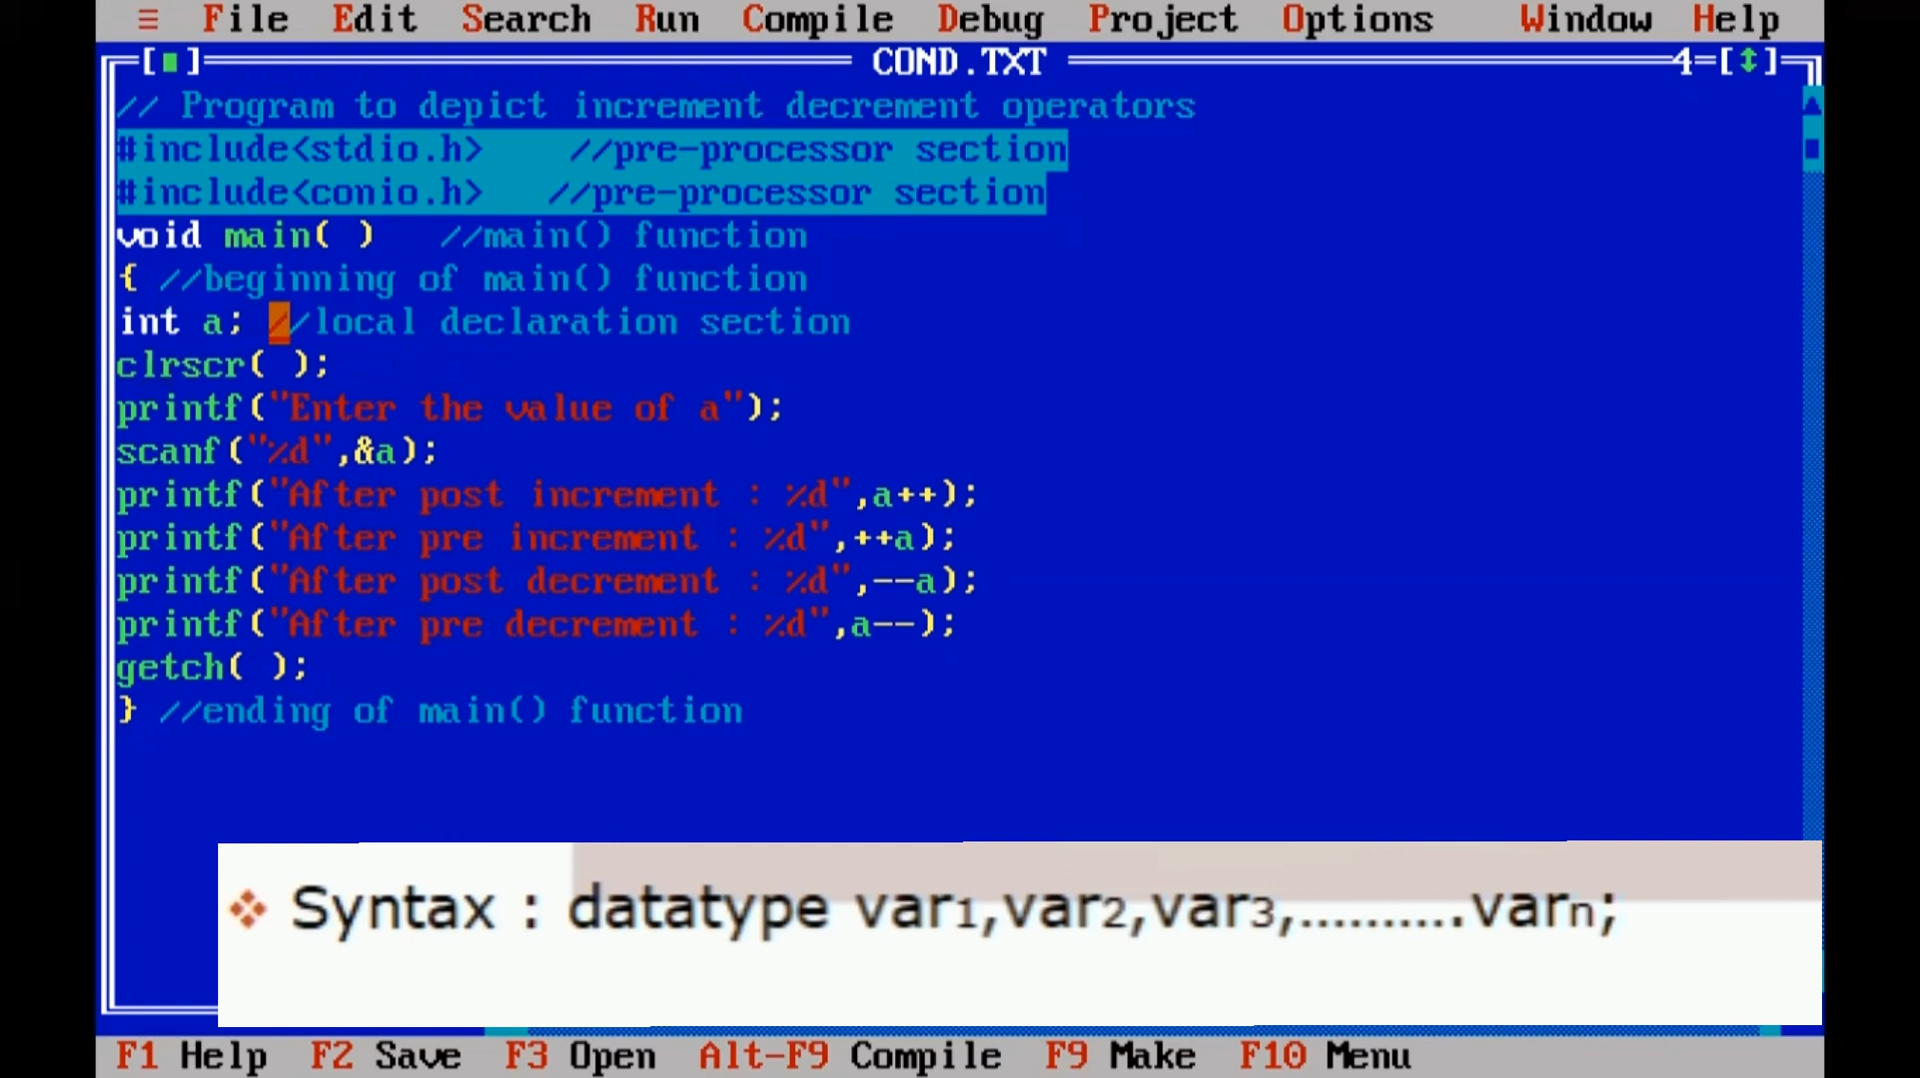 ≡ File Edit Search Run Compile Debug Project Options Window Help
[■] COND.TXT 4=[↕]
// Program to depict increment decrement operators
#include<stdio.h> //pre-processor section
#include<conio.h> //pre-processor section
void main( ) //main() function
{ //beginning of main() function
int a; //local declaration section
clrscr( );
printf("Enter the value of a");
scanf("%d",&a);
printf("After post increment : %d",a++);
printf("After pre increment : %d",++a);
printf("After post decrement : %d",--a);
printf("After pre decrement : %d",a--);
getch( );
} //ending of main() function
❖ Syntax : datatype var1,var2,var3,..........varn;
F1 Help F2 Save F3 Open Alt-F9 Compile F9 Make F10 Menu